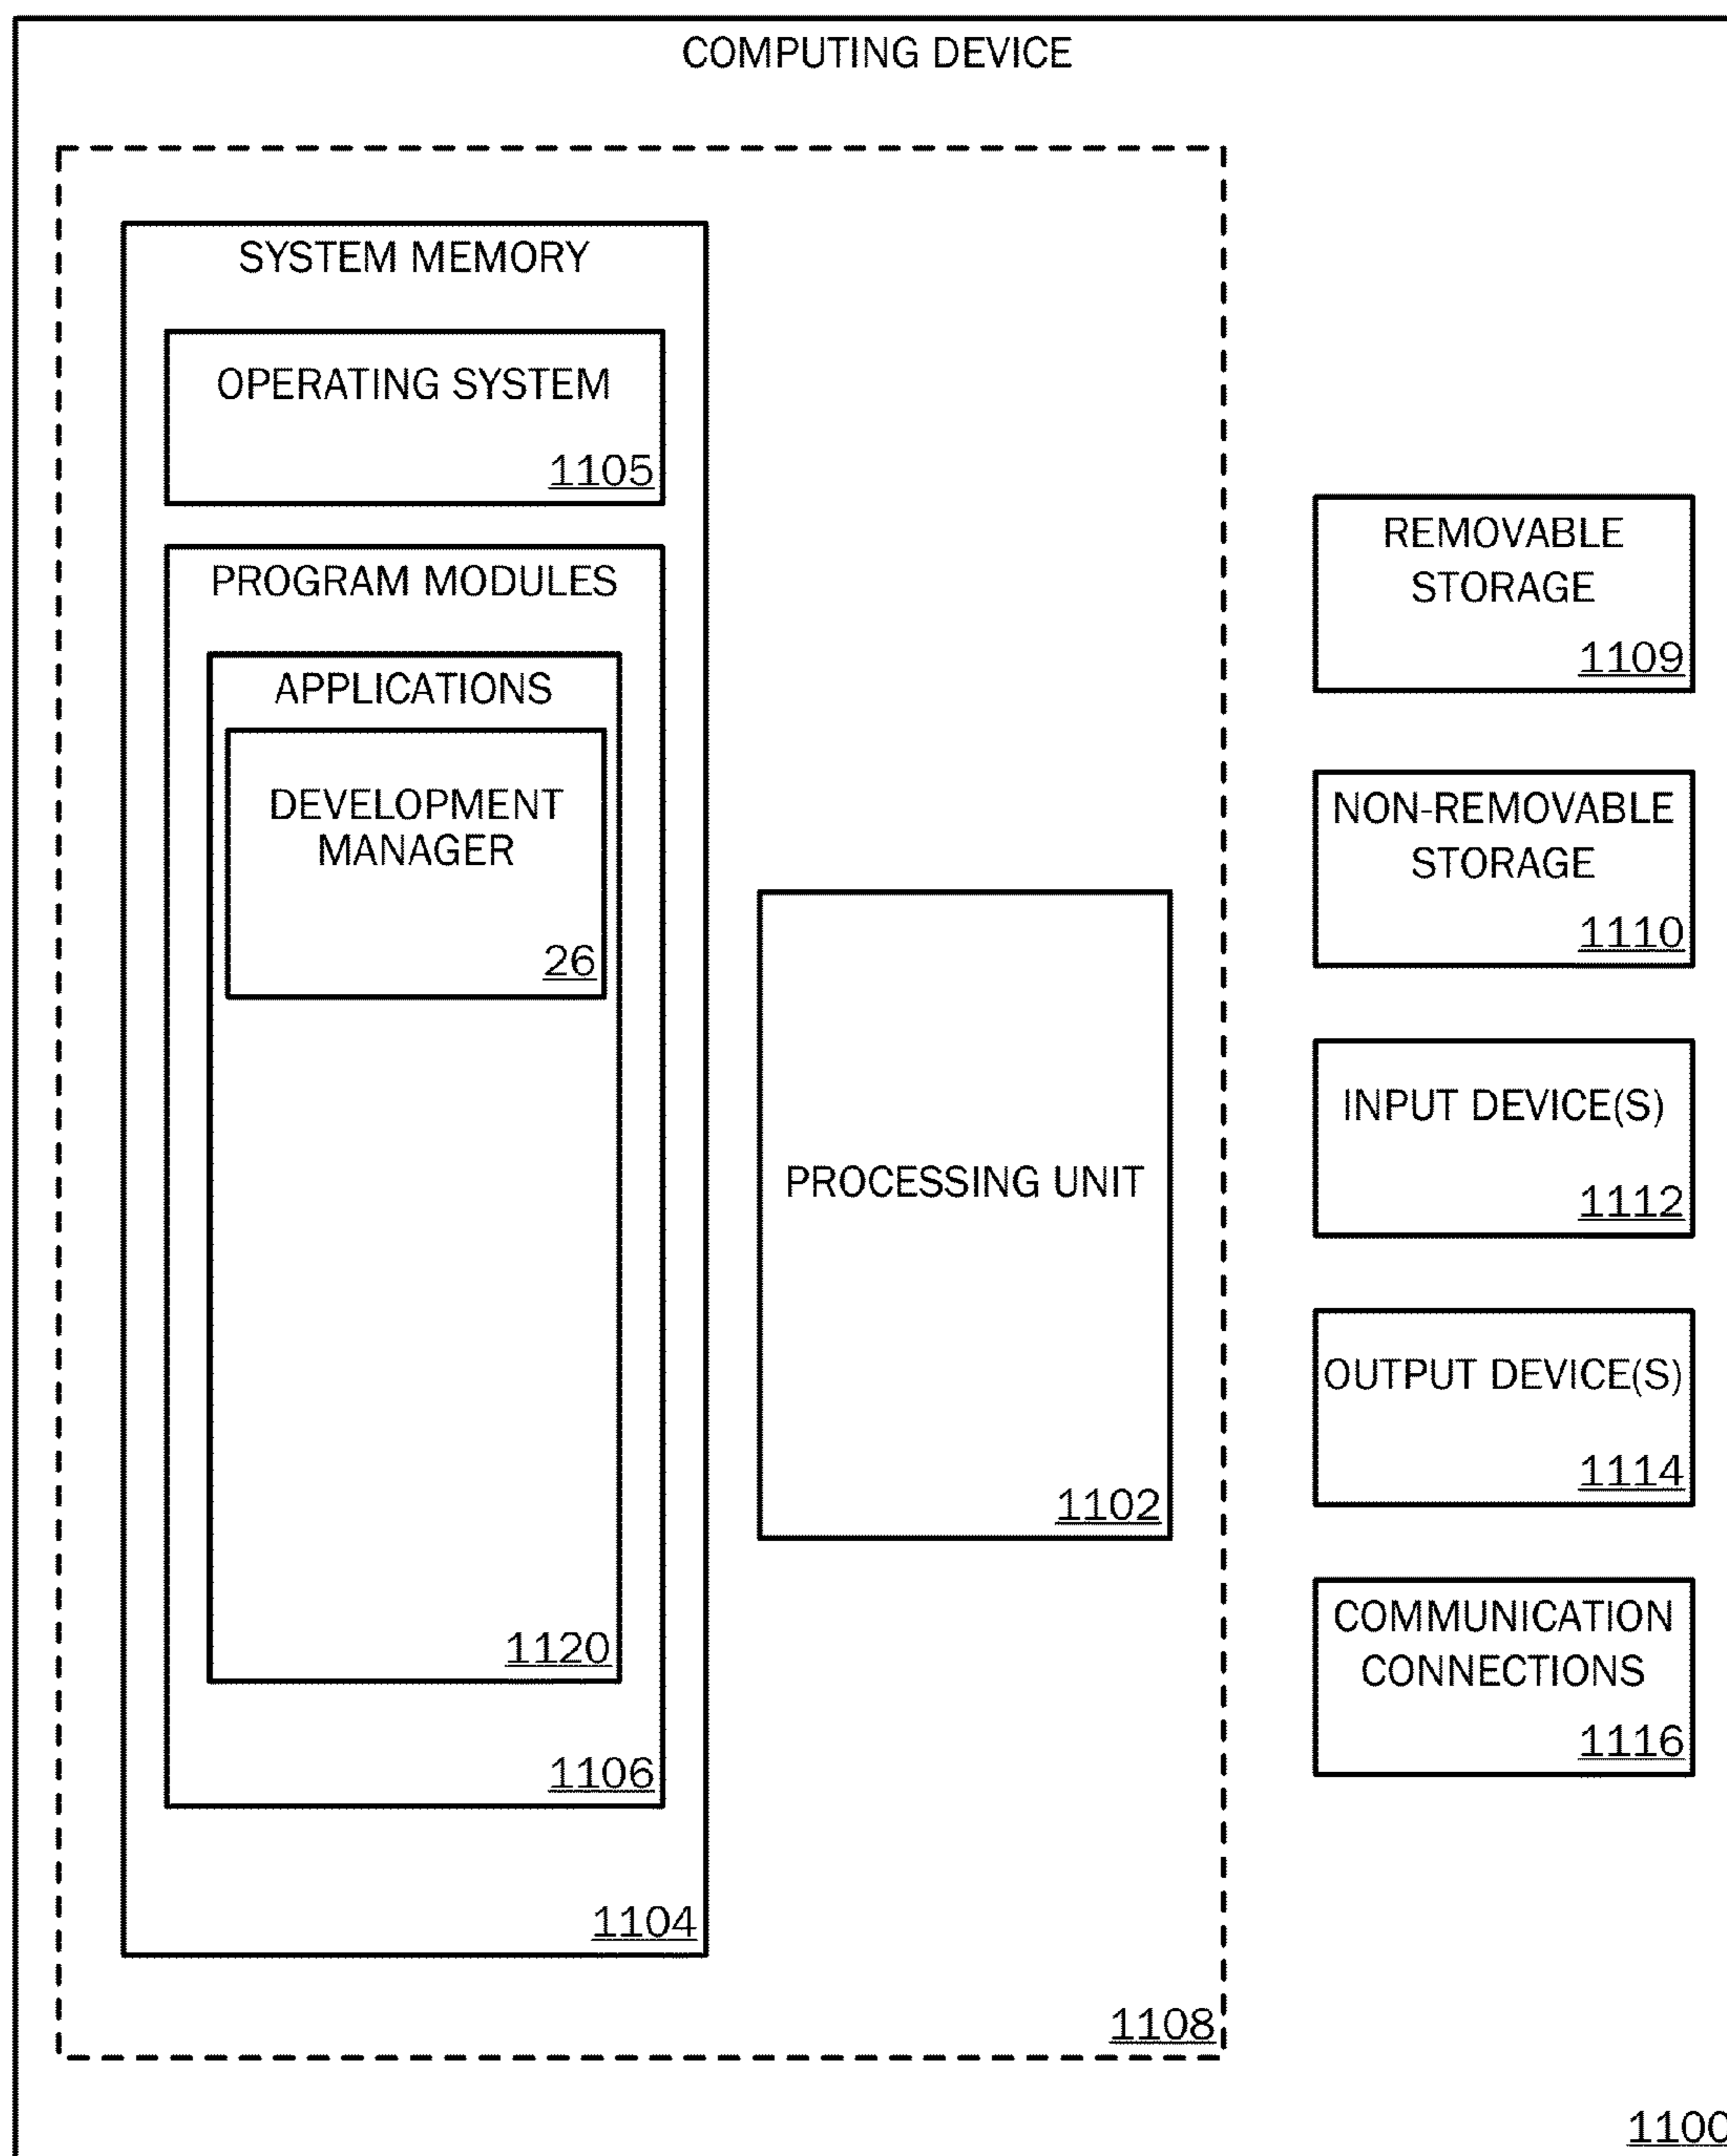 COMPUTING DEVICE
SYSTEM MEMORY
OPERATING SYSTEM
1105
PROGRAM MODULES
APPLICATIONS
DEVELOPMENT
MANAGER
26
1120
1106
1104
PROCESSING UNIT
1102
1108
REMOVABLE
STORAGE
1109
NON-REMOVABLE
STORAGE
1110
INPUT DEVICE(S)
1112
OUTPUT DEVICE(S)
1114
COMMUNICATION
CONNECTIONS
1116
1100